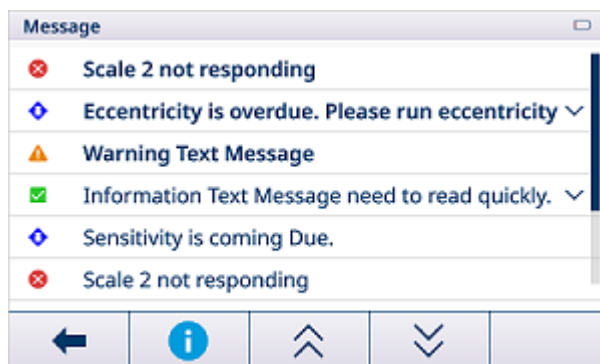 Message
Scale 2 not responding
Eccentricity is overdue. Please run eccentricity
Warning Text Message
Information Text Message need to read quickly.
Sensitivity is coming Due.
Scale 2 not responding